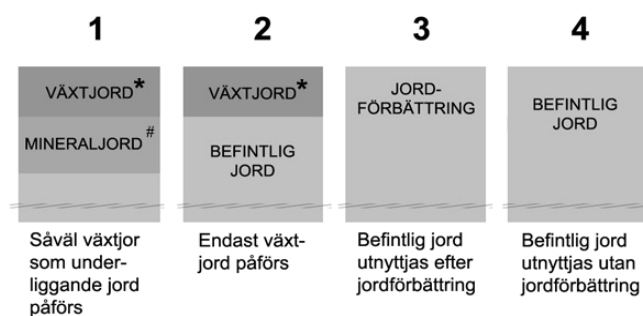 1
2
3
4
VÄXTJORD*
MINERALJORD #
VÄXTJORD*
BEFINTLIG
JORD
JORD-
FÖRBÄTTRING
BEFINTLIG
JORD
Såväl växtjor
som under-
liggande jord
påförs
Endast växt-
jord påförs
Befintlig jord
utnyttjas efter
jordförbättring
Befintlig jord
utnyttjas utan
jordförbättring